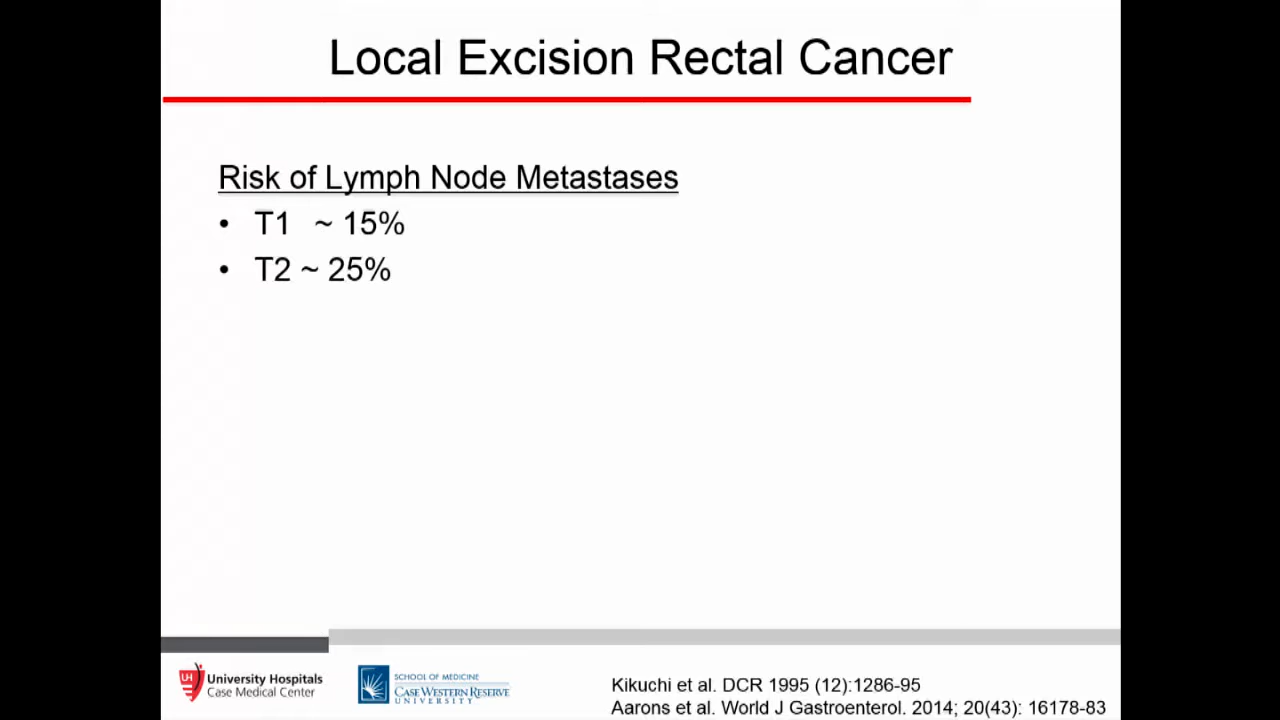 Local Excision Rectal Cancer
Risk of Lymph Node Metastases
• T1 ~ 15%
• T2 ~ 25%
UH University Hospitals
Case Medical Center
SCHOOL OF MEDICINE
CASE WESTERN RESERVE
UNIVERSITY
Kikuchi et al. DCR 1995 (12):1286-95
Aarons et al. World J Gastroenterol. 2014; 20(43): 16178-83